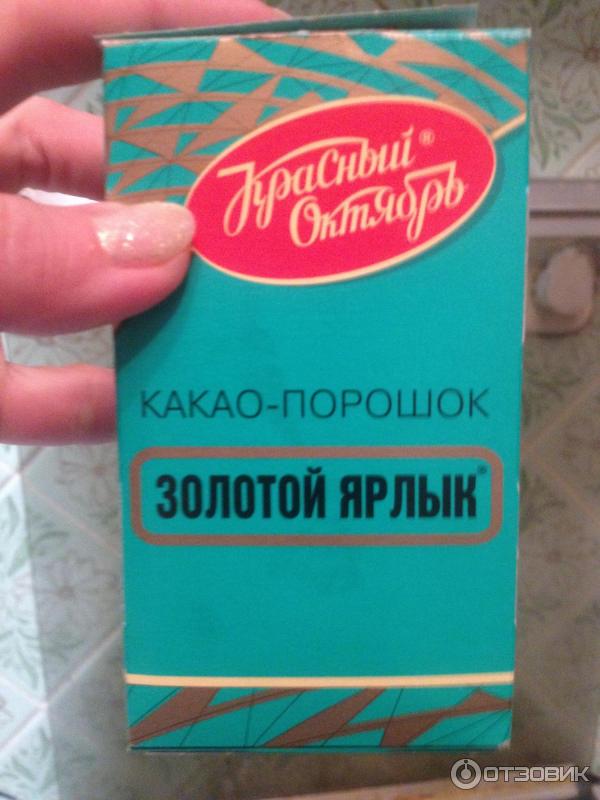 Красный®
Октябрь
КАКАО-ПОРОШОК
ЗОЛОТОЙ ЯРЛЫК®
ОТЗОВИК